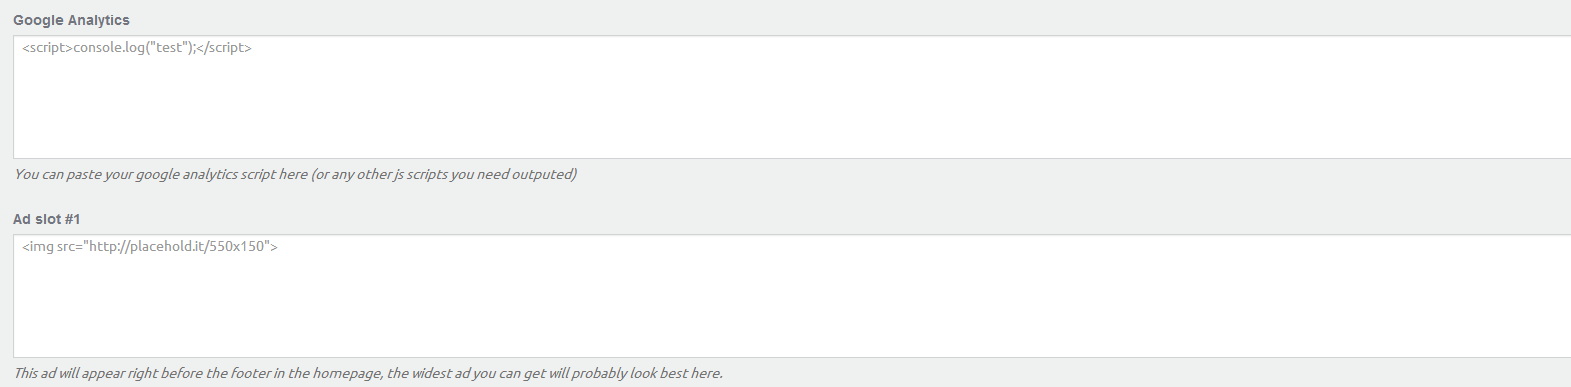 Google Analytics
<script>console.log("test");</script>
You can paste your google analytics script here (or any other js scripts you need outputed)
Ad slot #1
<img src="http://placehold.it/550x150">
This ad will appear right before the footer in the homepage, the widest ad you can get will probably look best here.